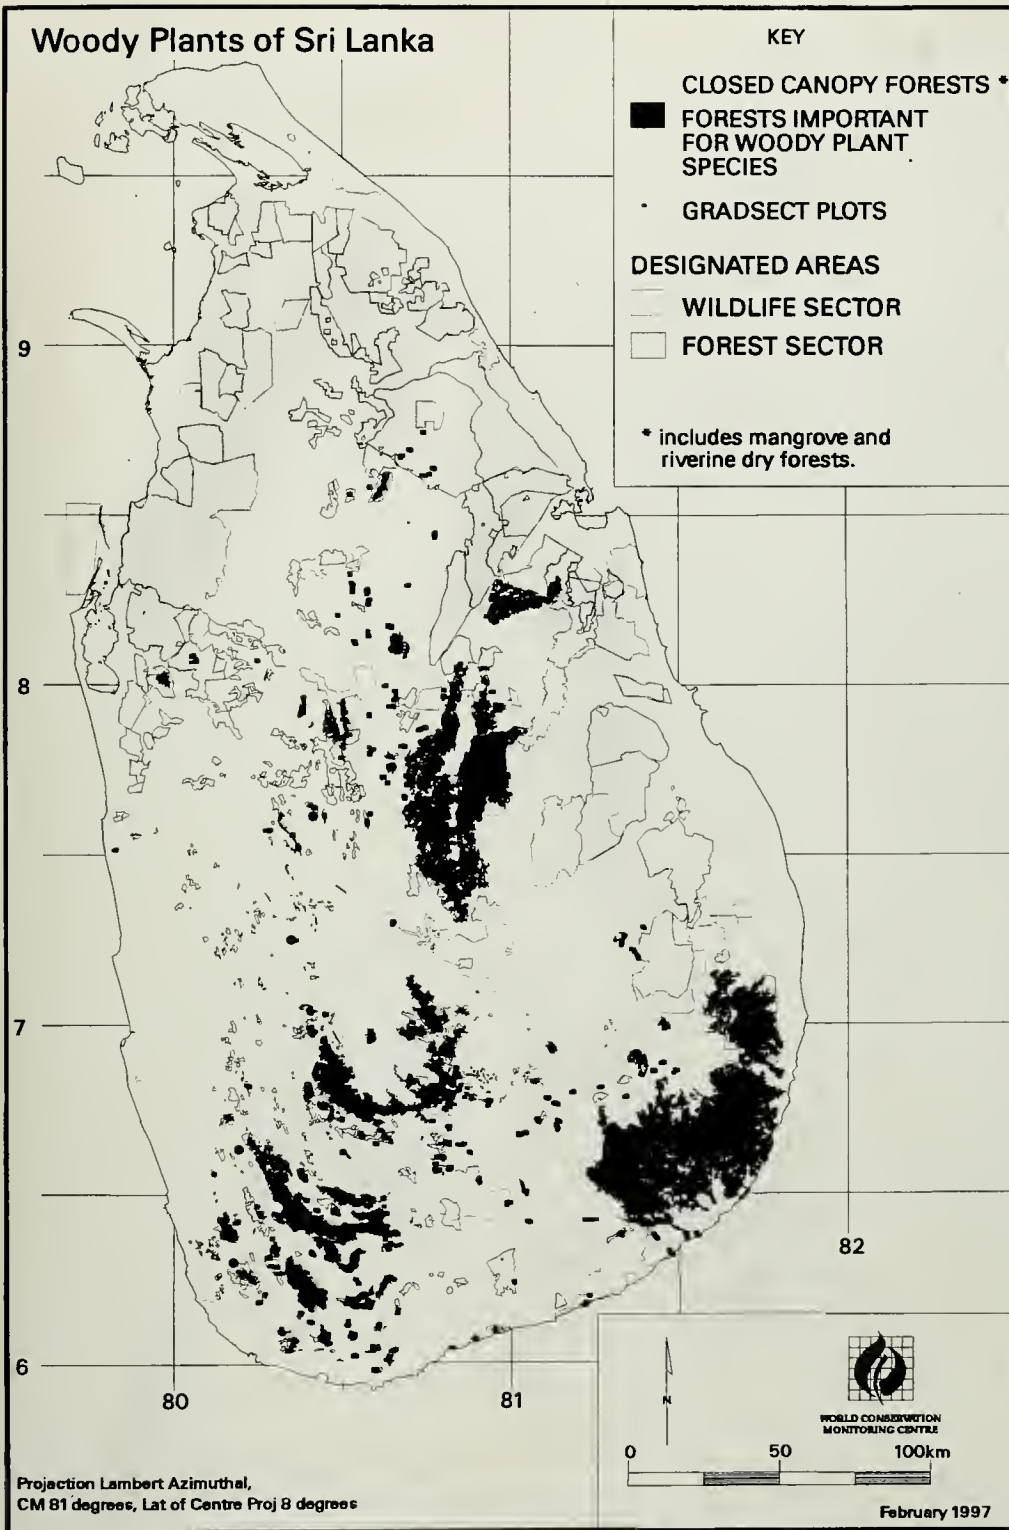 Woody Plants of Sri Lanka
KEY
CLOSED CANOPY FORESTS *
FORESTS IMPORTANT
FOR WOODY PLANT
SPECIES
GRADSECT PLOTS
DESIGNATED AREAS
WILDLIFE SECTOR
FOREST SECTOR
* includes mangrove and
riverine dry forests.
9
8
7
6
80
81
82
N
WORLD CONSERVATION
MONITORING CENTRE
0 50 100km
Projection Lambert Azimuthal,
CM 81 degrees, Lat of Centre Proj 8 degrees
February 1997